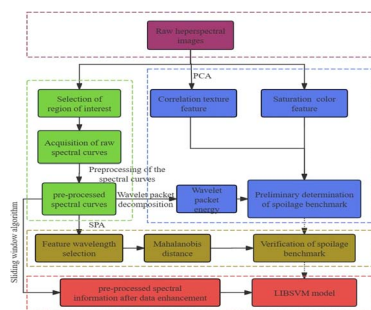 Raw heperspectral
images
PCA
Selection of
region of interest
Correlation texture
feature
Saturation color
feature
Acquisition of raw
spectral curves
Preprocessing of the
spectral curves
pre-processed
spectral curves
Wavelet packet
decomposition
Wavelet
packet
energy
Preliminary determination
of spoilage benchmark
SPA
Sliding window algorithm
Feature wavelength
selection
Mahalanobis
distance
Verification of spoilage
benchmark
pre-processed spectral
information after data enhancement
LIBSVM model